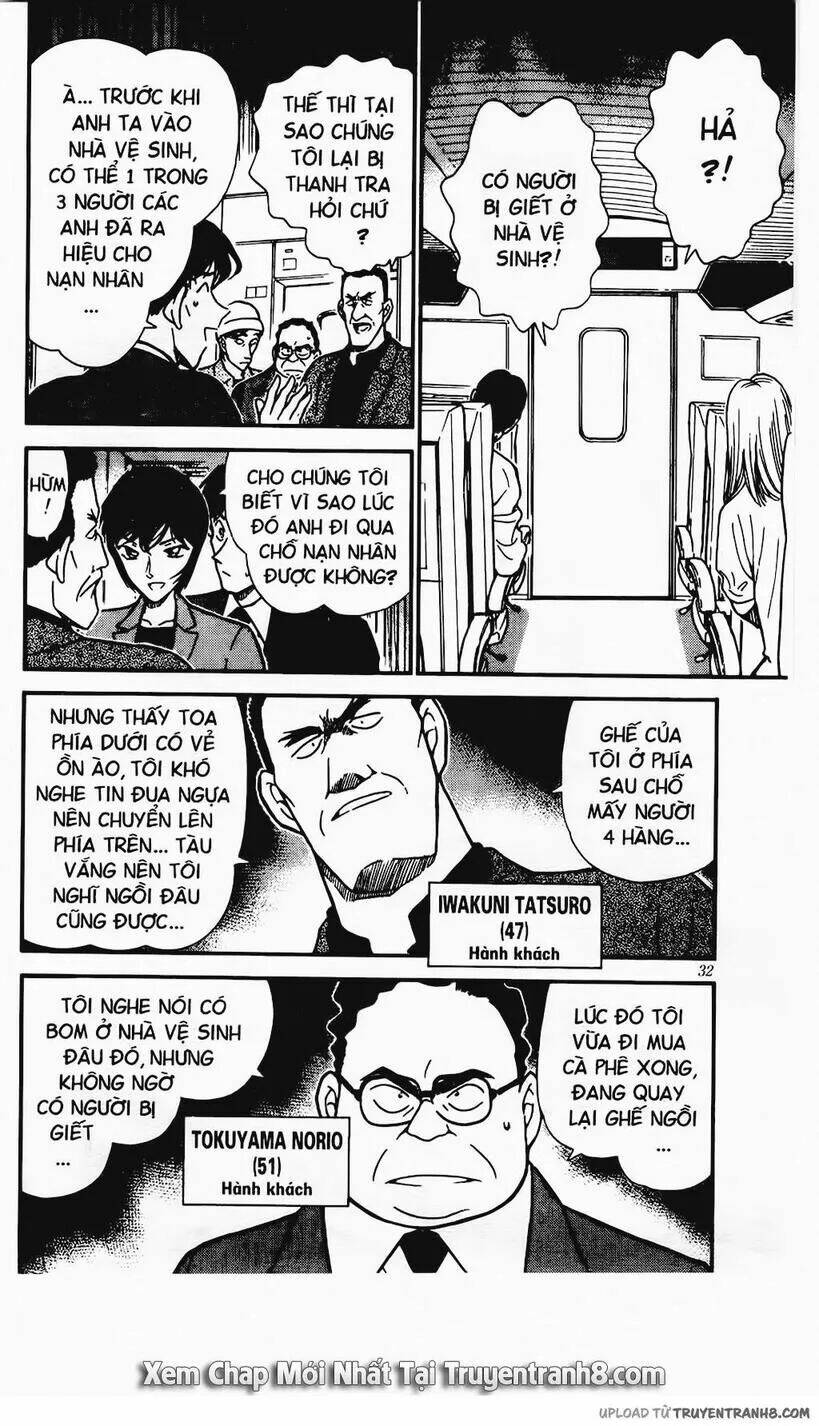 HẢ
?!
CÓ NGƯỜI
BỊ GIẾT Ở
NHÀ VỆ
SINH?!
THẾ THÌ TẠI
SAO CHÚNG
TÔI LẠI BỊ
THANH TRA
HỎI CHỨ
?
À... TRƯỚC KHI
ANH TA VÀO
NHÀ VỆ SINH,
CÓ THỂ 1 TRONG
3 NGƯỜI CÁC
ANH ĐÃ RA
HIỆU CHO
NẠN NHÂN
...
CHO CHÚNG TÔI
BIẾT VÌ SAO LÚC
ĐÓ ANH ĐI QUA
CHỖ NẠN NHÂN
ĐƯỢC KHÔNG?
HỪM
!
GHẾ CỦA
TÔI Ở PHÍA
SAU CHỖ
MẤY NGƯỜI
4 HÀNG...
NHƯNG THẤY TOA
PHÍA DƯỚI CÓ VẺ
ỒN ÀO, TÔI KHÓ
NGHE TIN ĐUA NGỰA
NÊN CHUYỂN LÊN
PHÍA TRÊN... TÀU
VẮNG NÊN TÔI
NGHĨ NGỒI ĐÂU
CŨNG ĐƯỢC...
IWAKUNI TATSURO
(47)
Hành khách
32
LÚC ĐÓ TÔI
VỪA ĐI MUA
CÀ PHÊ XONG,
ĐANG QUAY
LẠI GHẾ NGỒI
...
TÔI NGHE NÓI CÓ
BOM Ở NHÀ VỆ SINH
ĐÂU ĐÓ, NHƯNG
KHÔNG NGỜ
CÓ NGƯỜI BỊ
GIẾT
...
TOKUYAMA NORIO
(51)
Hành khách
Xem Chap Mới Nhất Tại Truyentranh8.com
UPLOAD TỪ TRUYENTRANH8.COM